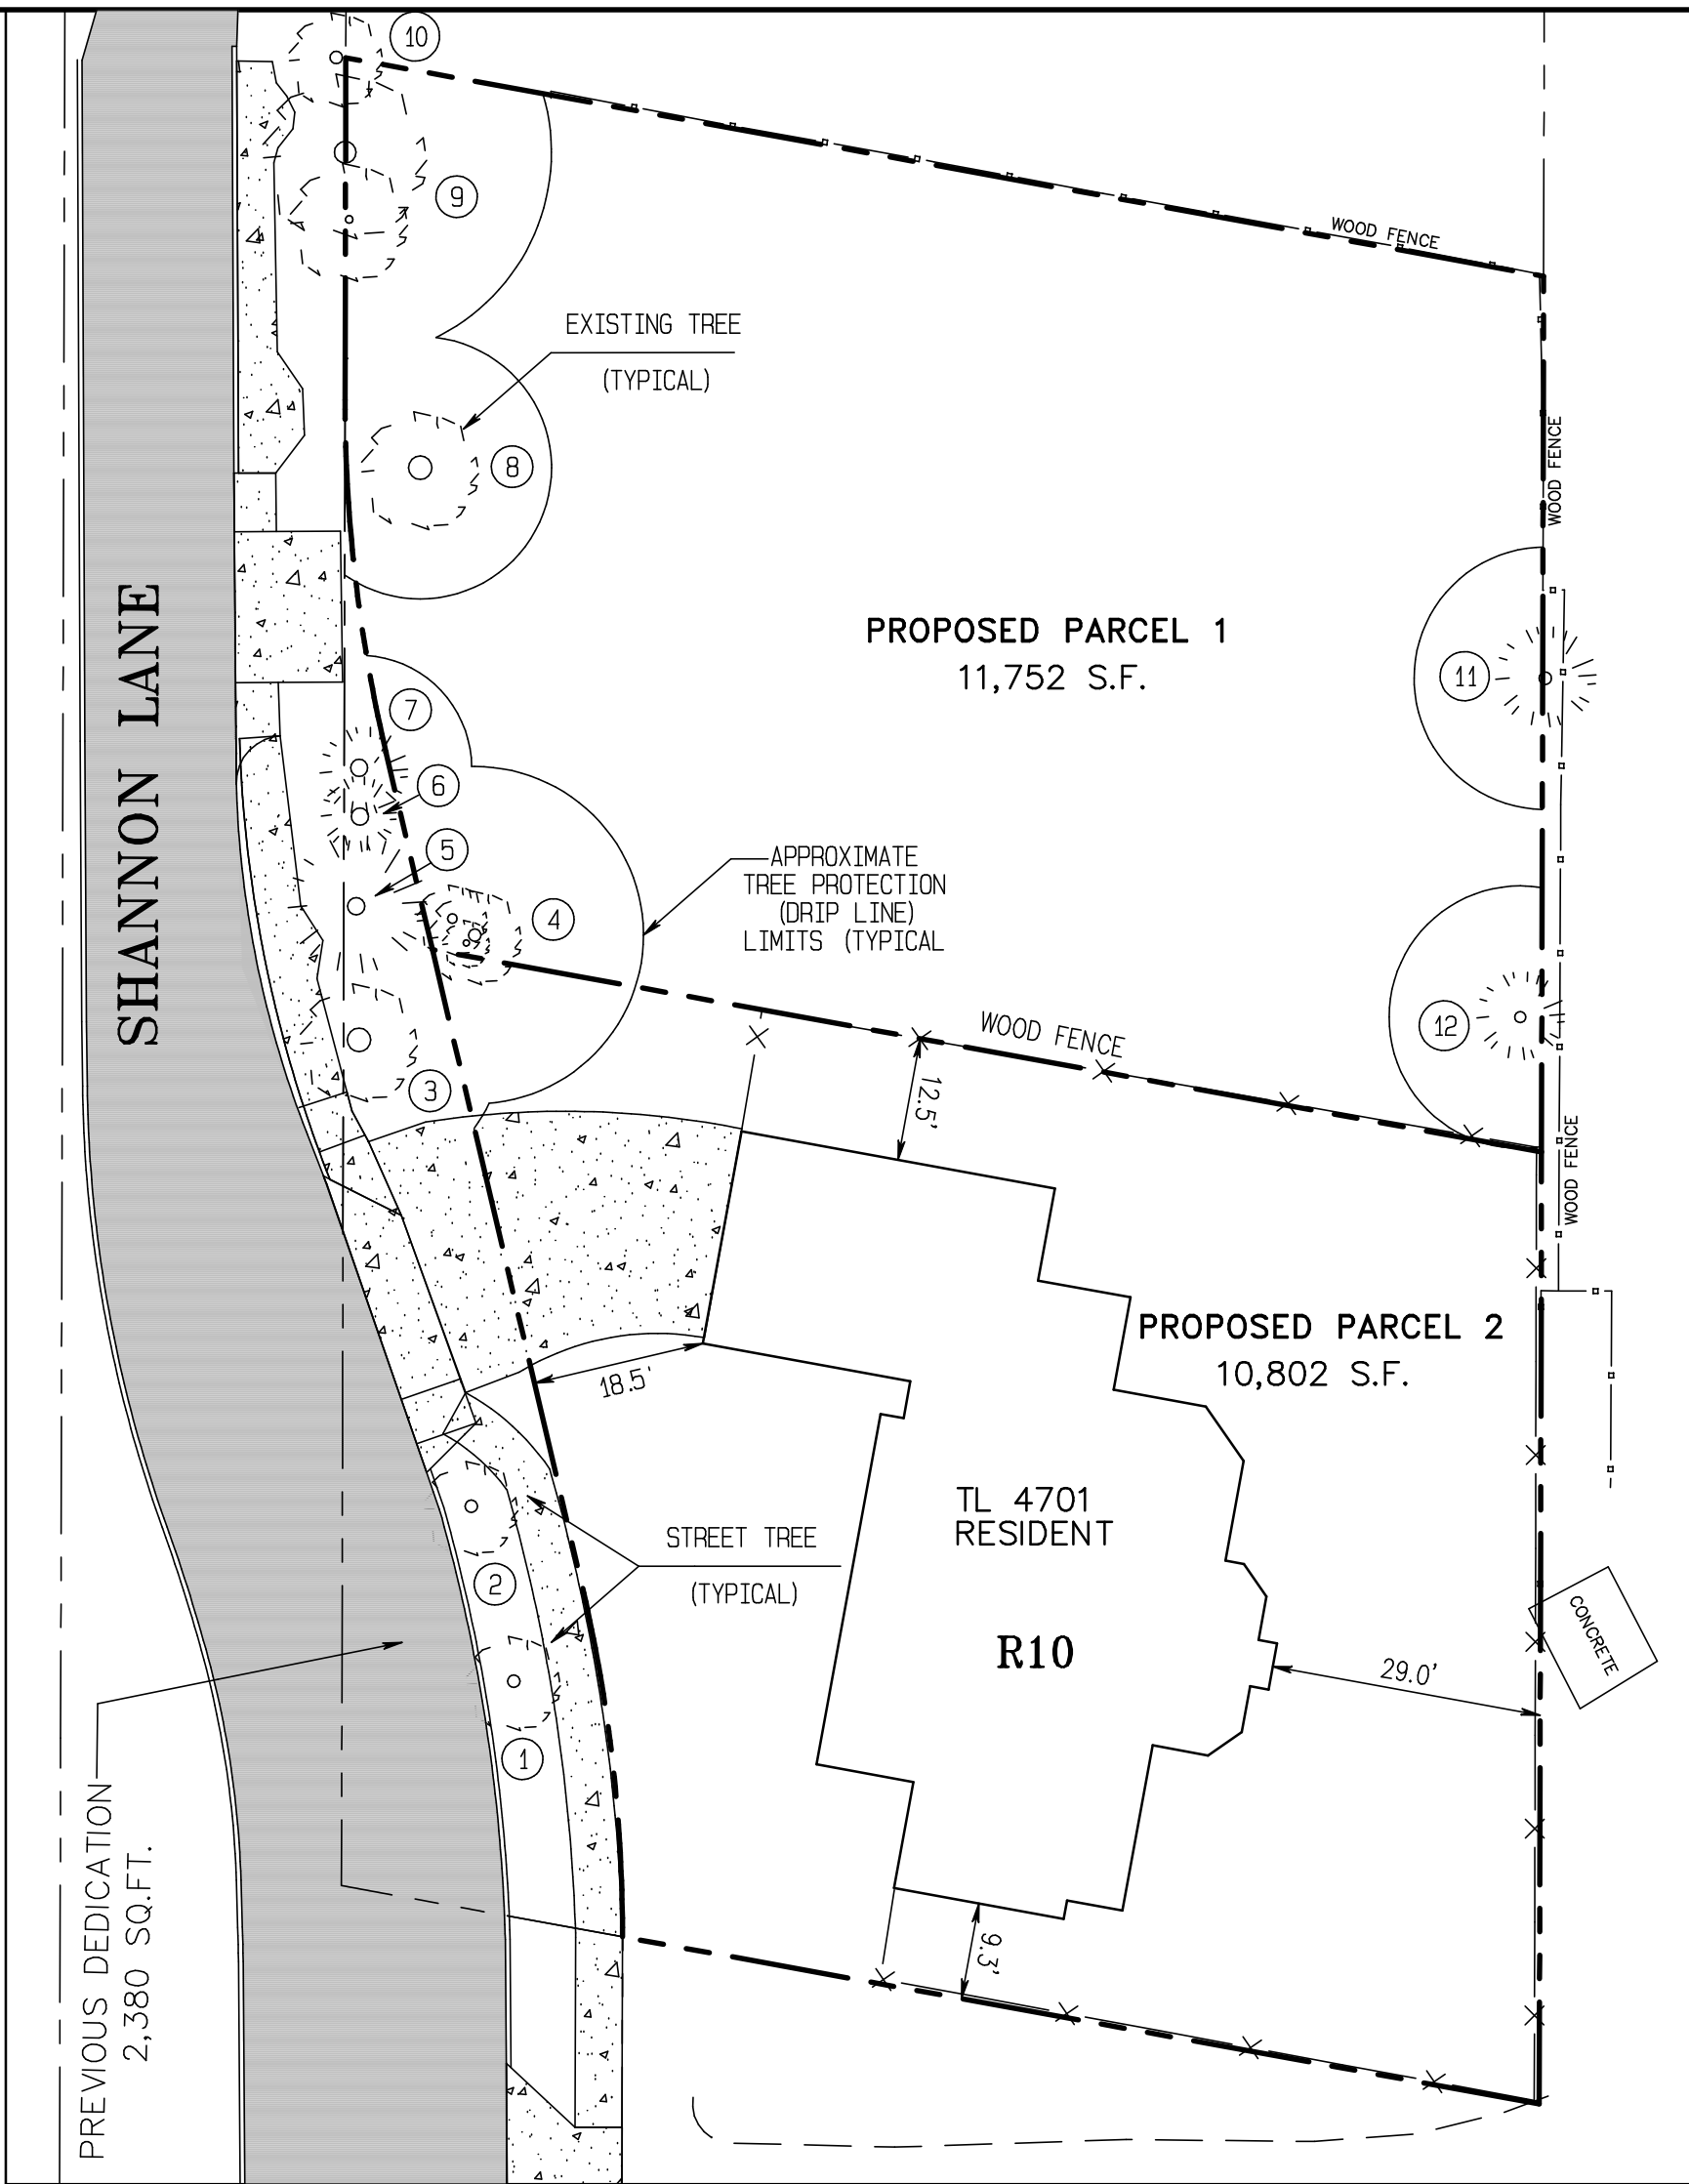 10
9
WOOD FENCE
EXISTING TREE
(TYPICAL)
8
WOOD FENCE
PROPOSED PARCEL 1
11,752 S.F.
11
7
6
5
4
APPROXIMATE
TREE PROTECTION
(DRIP LINE)
LIMITS (TYPICAL
SHANNON LANE
WOOD FENCE
12
3
12.5'
WOOD FENCE
PROPOSED PARCEL 2
10,802 S.F.
18.5'
TL 4701
RESIDENT
STREET TREE
(TYPICAL)
2
R10
CONCRETE
29.0'
1
PREVIOUS DEDICATION
2,380 SQ.FT.
9.3'